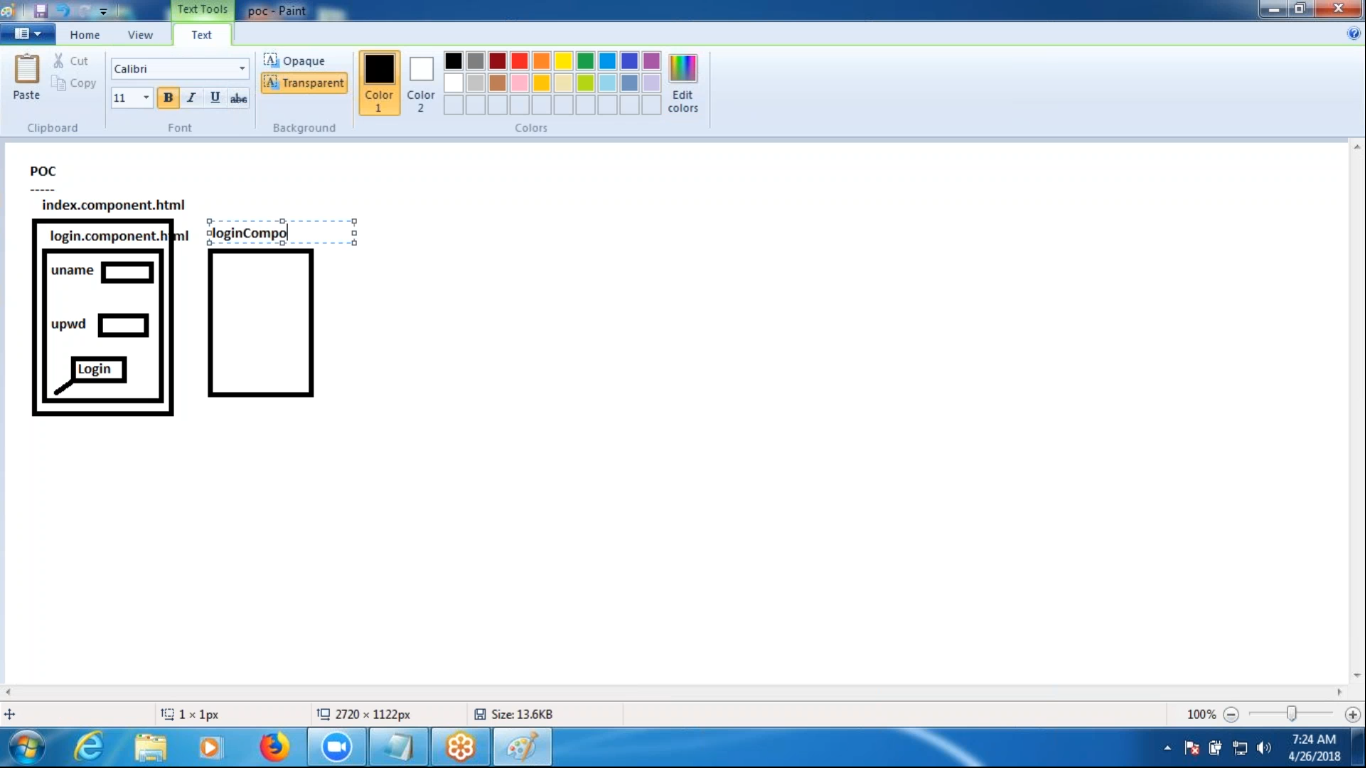 Text Tools
poc - Paint
Home
View
Text
Paste
Cut
Copy
Clipboard
Calibri
11
B I U abc
Font
Opaque
Transparent
Background
Color 1
Color 2
Edit colors
Colors
POC
-----
index.component.html
login.component.html
loginCompo
uname
upwd
Login
1 × 1px
2720 × 1122px
Size: 13.6KB
100%
7:24 AM
4/26/2018